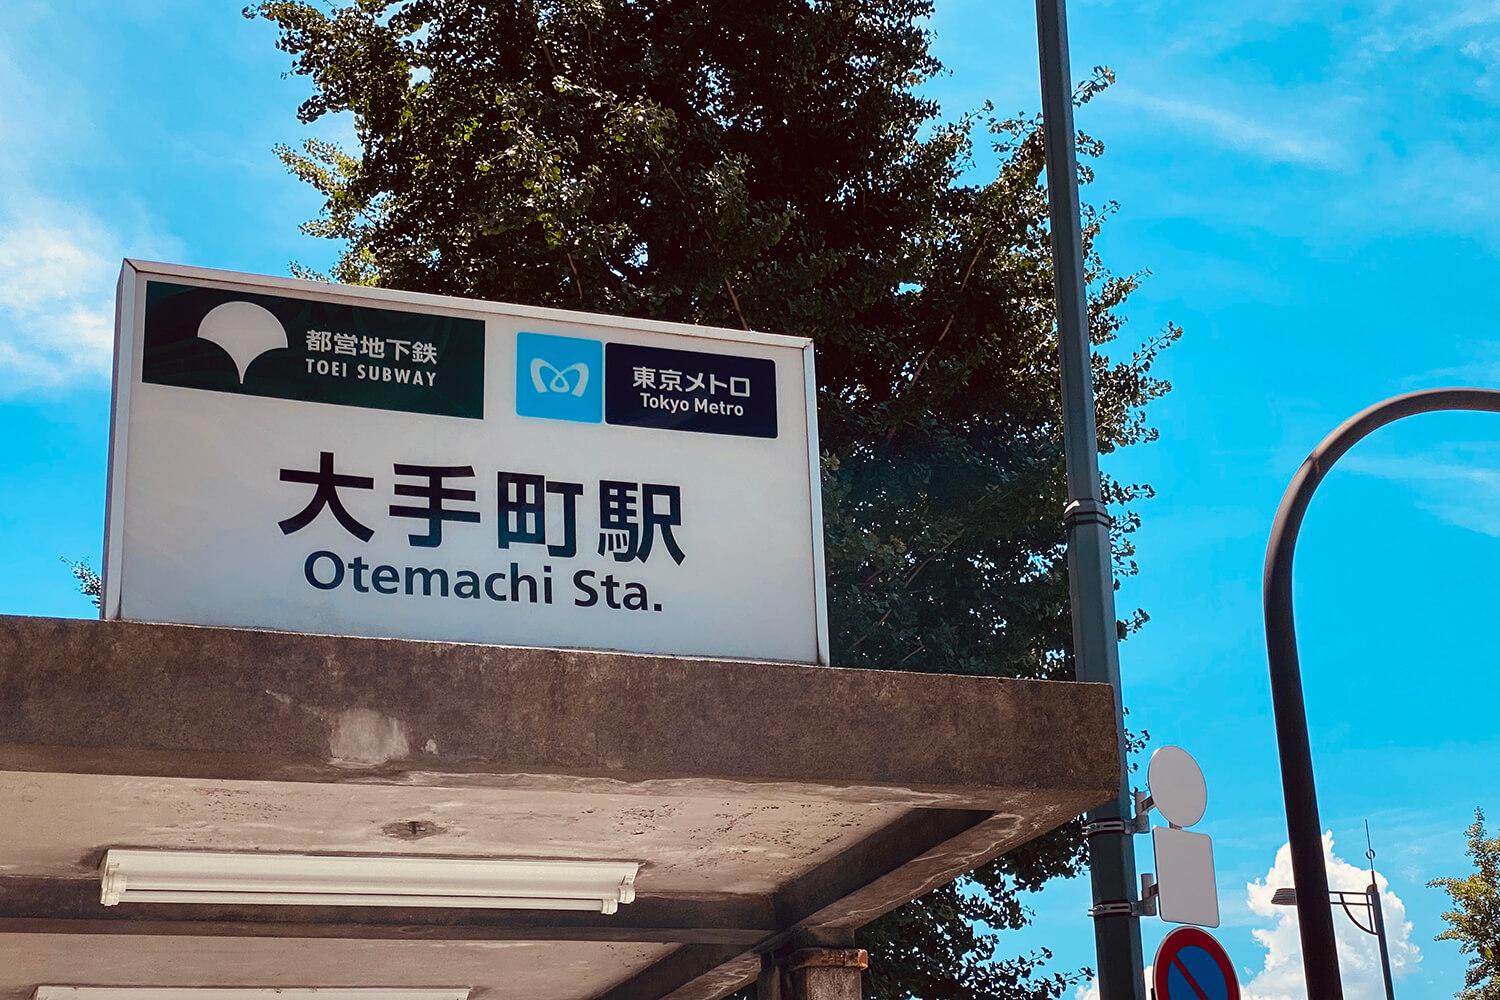 都営地下鉄
TOEI SUBWAY
東京メトロ
Tokyo Metro
大手町駅
Otemachi Sta.